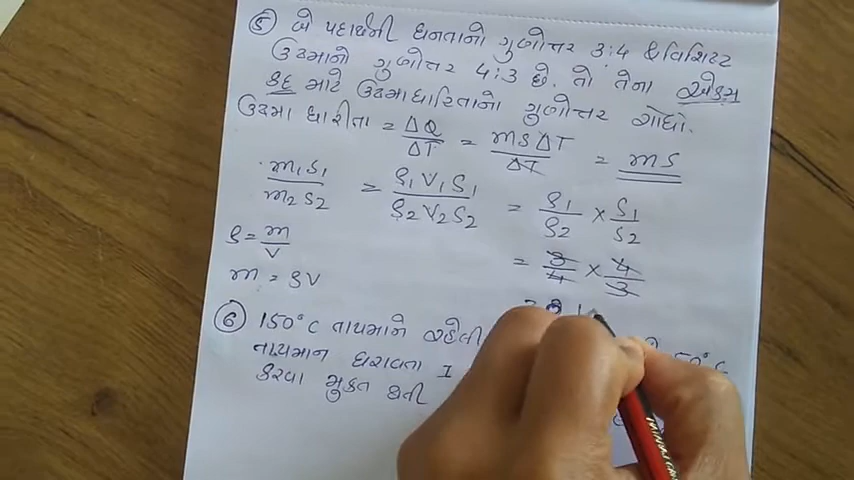 ⑤ બે પદાર્થની ઘનતાનો ગુણોત્તર 3:4 & વિશિષ્ટ
ઉષ્માનો ગુણોત્તર 4:3 છે. તો તેના એકમ
કદ માટે ઉષ્માધારિતાનો ગુણોત્તર શોધો.
ઉષ્મા ધારીતા = ΔQ/ΔT = mSΔT/ΔT = mS
m₁S₁/m₂S₂ = ρ₁V₁S₁/ρ₂V₂S₂ = ρ₁/ρ₂ × S₁/S₂
ρ = m/V
= 3/4 × 4/3
m = ρV
⑥ 150°C તાપમાને રહેલી
તાપમાન ધરાવતા I
કરવા મુક્ત થતી